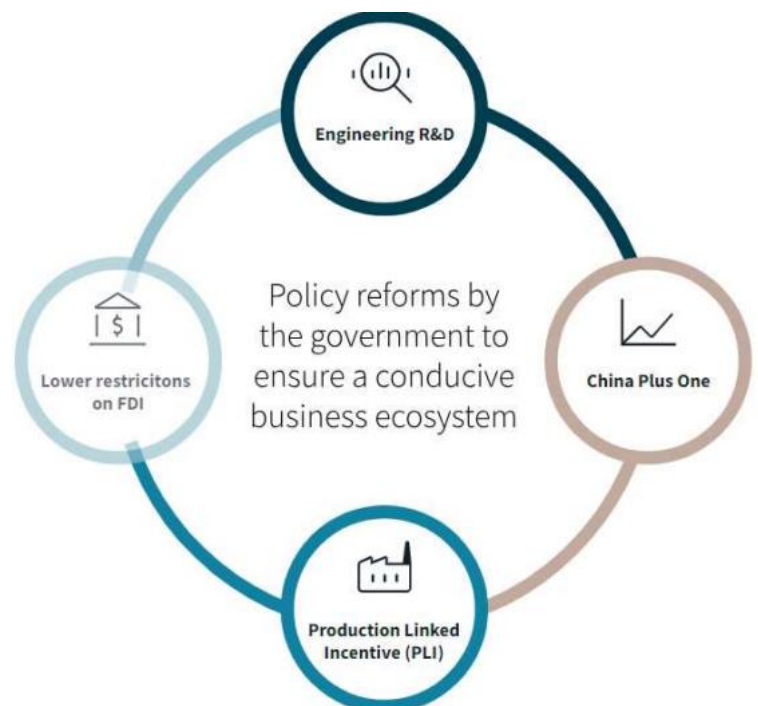 Engineering R&D
Policy reforms by
the government to
ensure a conducive
business ecosystem
Lower restricitons
on FDI
China Plus One
Production Linked
Incentive (PLI)